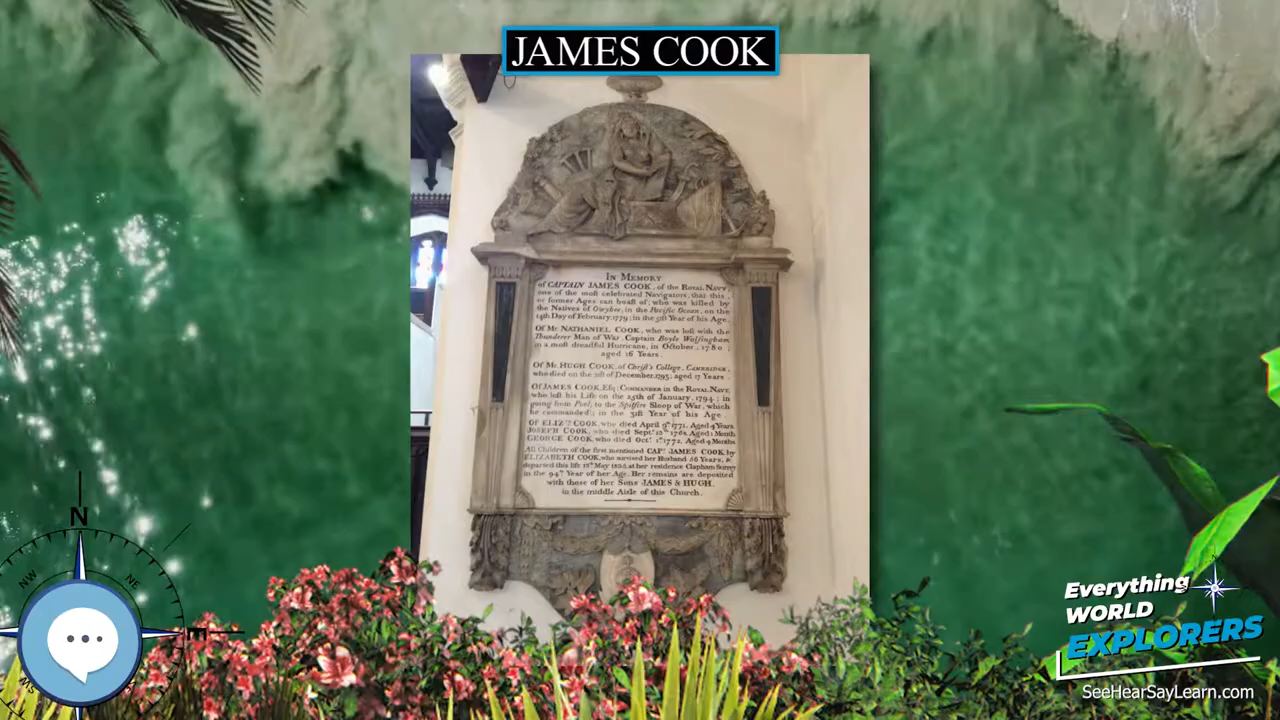 JAMES COOK
In Memory
of CAPTAIN JAMES COOK, of the Royal Navy,
one of the most celebrated Navigators, that this,
or former Ages can boast of; who was killed by
the Natives of Owyhee, in the Pacific Ocean, on the
14th Day of February, 1779; in the 51st Year of his Age.
Of Mr. NATHANIEL COOK, who was lost with the
Thunderer Man of War, Captain Boyle Walsingham
in a most dreadful Hurricane, in October, 1780;
aged 16 Years.
Of Mr. HUGH COOK, of Christ's College, CAMBRIDGE,
who died on the 21st of December, 1793; aged 17 Years
Of JAMES COOK, Esq; COMMANDER in the ROYAL NAVY,
who lost his Life on the 25th of January, 1794; in
going from Pool, to the Spitfire Sloop of War, which
he commanded; in the 31st Year of his Age.
Of ELIZth COOK, who died April 9th 1771, Aged 4 Years.
JOSEPH COOK, who died Septr 13th 1768, Aged 1 Month
GEORGE COOK, who died Octr 1st 1772, Aged 4 Months
All Children of the first mentioned CAPt JAMES COOK by
ELIZABETH COOK, who survived her Husband 56 Years, &
departed this life 13th May 1835, at her residence Clapham Surrey
in the 94th Year of her Age. Her remains are deposited
with those of her Sons JAMES & HUGH,
in the middle Aisle of this Church.
N
NW
NE
E
SW
Everything
WORLD
EXPLORERS
SeeHearSayLearn.com